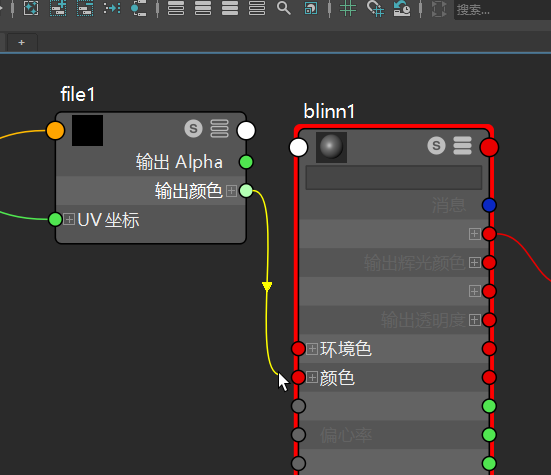 搜索...
+
file1
S
输出 Alpha
输出颜色
UV 坐标
blinn1
S
消息
输出辉光颜色
输出透明度
环境色
颜色
偏心率